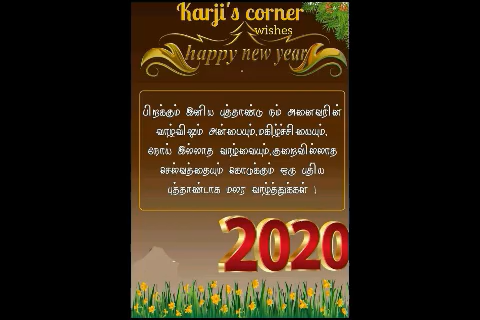 Karji's corner
wishes
happy new year
பிறக்கும் இனிய புத்தாண்டு நம் அனைவரின்
வாழ்விலும் அன்பையும், மகிழ்ச்சியையும்,
நோய் இல்லாத வாழ்வையும், குறைவில்லாத
செல்வத்தையும் கொடுக்கும் ஒரு புதிய
புத்தாண்டாக மலர வாழ்த்துக்கள் !
2020